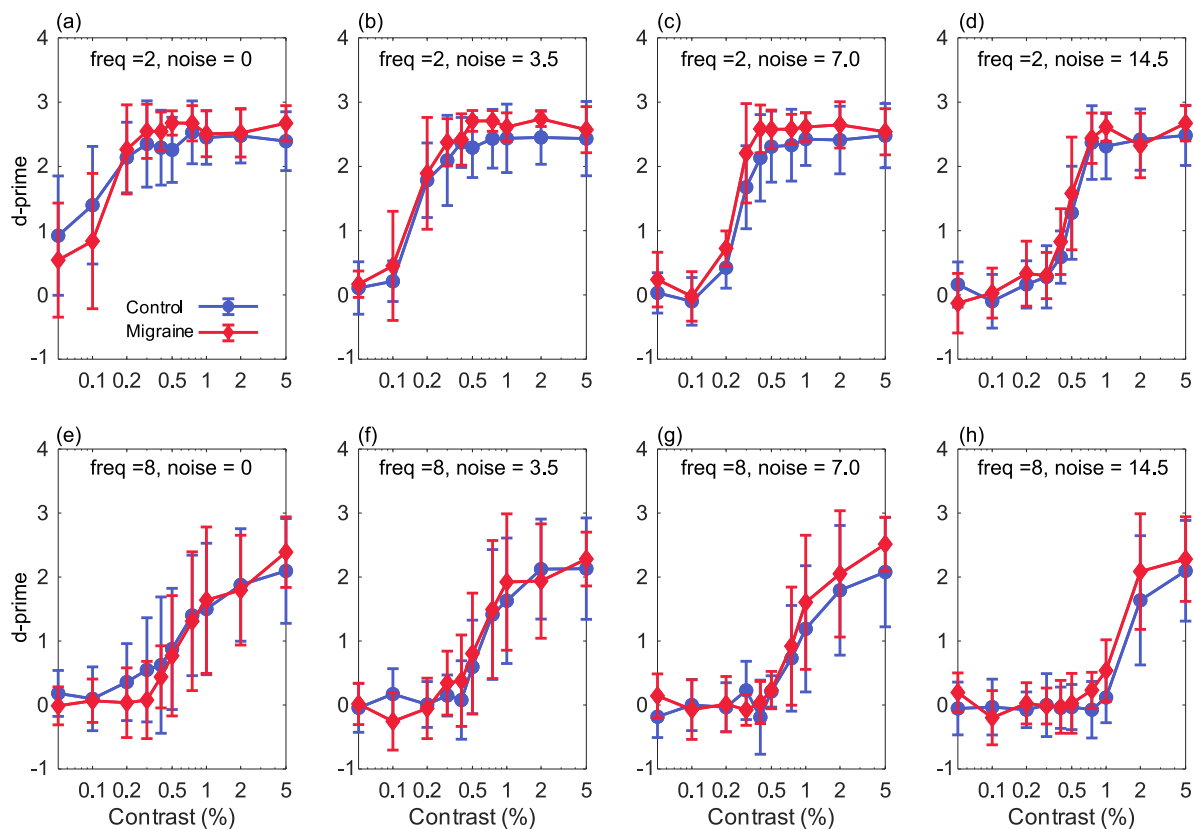 (a)
(b)
(c)
(d)
freq =2, noise = 0
freq =2, noise = 3.5
freq =2, noise = 7.0
freq =2, noise = 14.5
4
3
2
1
0
-1
d-prime
Control
Migraine
0.1 0.2 0.5 1 2 5
4
3
2
1
0
-1
0.1 0.2 0.5 1 2 5
4
3
2
1
0
-1
0.1 0.2 0.5 1 2 5
4
3
2
1
0
-1
0.1 0.2 0.5 1 2 5
(e)
(f)
(g)
(h)
freq =8, noise = 0
freq =8, noise = 3.5
freq =8, noise = 7.0
freq =8, noise = 14.5
4
3
2
1
0
-1
d-prime
0.1 0.2 0.5 1 2 5
Contrast (%)
4
3
2
1
0
-1
0.1 0.2 0.5 1 2 5
Contrast (%)
4
3
2
1
0
-1
0.1 0.2 0.5 1 2 5
Contrast (%)
4
3
2
1
0
-1
0.1 0.2 0.5 1 2 5
Contrast (%)